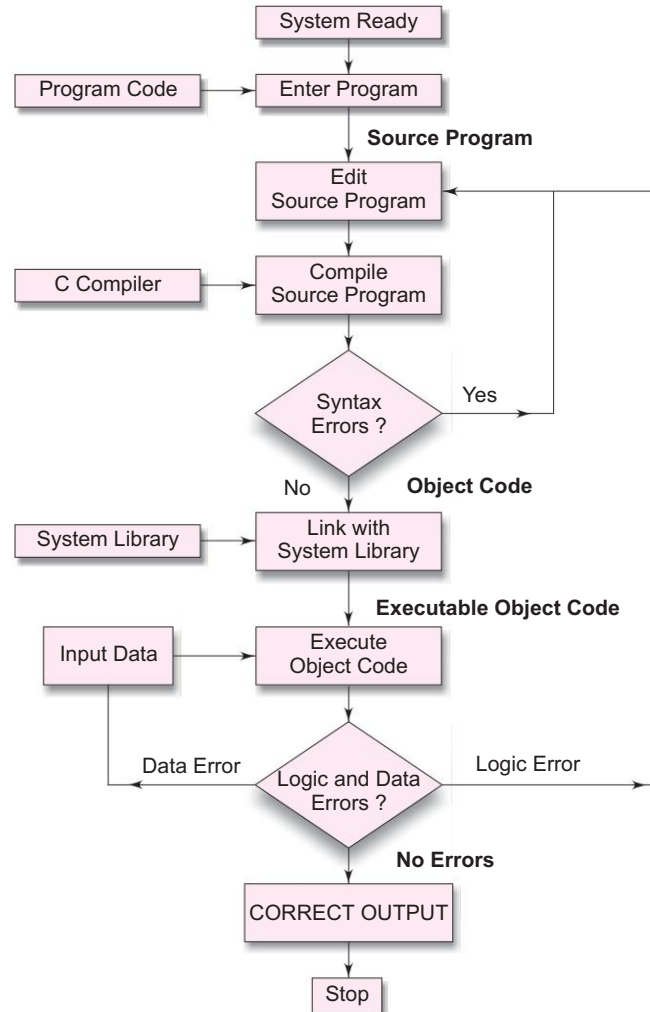 System Ready
Program Code
Enter Program
Source Program
Edit
Source Program
C Compiler
Compile
Source Program
Syntax
Errors ?
Yes
No
Object Code
System Library
Link with
System Library
Executable Object Code
Input Data
Execute
Object Code
Data Error
Logic and Data
Errors ?
Logic Error
No Errors
CORRECT OUTPUT
Stop